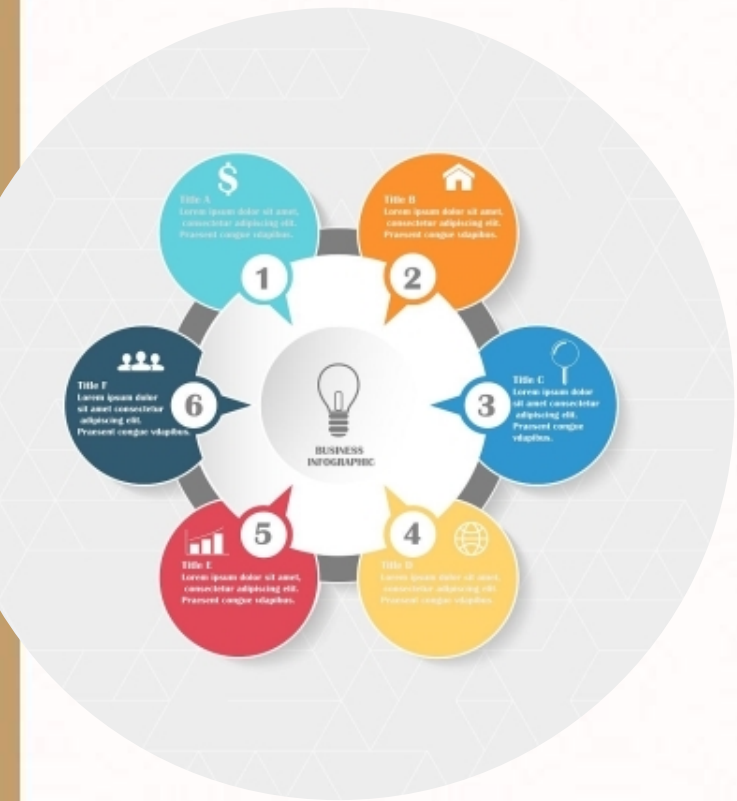 $
Title A
Lorem ipsum dolor sit amet,
consectetur adipiscing elit.
Praesent congue vdapibus.
1
Title B
Lorem ipsum dolor sit amet,
consectetur adipiscing elit.
Praesent congue vdapibus.
2
Title C
Lorem ipsum dolor
sit amet consectetur
adipiscing elit.
Praesent congue
vdapibus.
3
Title D
Lorem ipsum dolor sit amet,
consectetur adipiscing elit.
Praesent congue vdapibus.
4
Title E
Lorem ipsum dolor sit amet,
consectetur adipiscing elit.
Praesent congue vdapibus.
5
Title F
Lorem ipsum dolor
sit amet consectetur
adipiscing elit.
Praesent congue vdapibus.
6
BUSINESS
INFOGRAPHIC